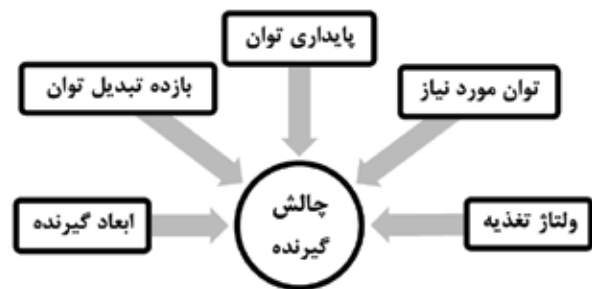 پایداری توان
بازده تبدیل توان
توان مورد نیاز
چالش
گیرنده
ابعاد گیرنده
ولتاژ تغذیه